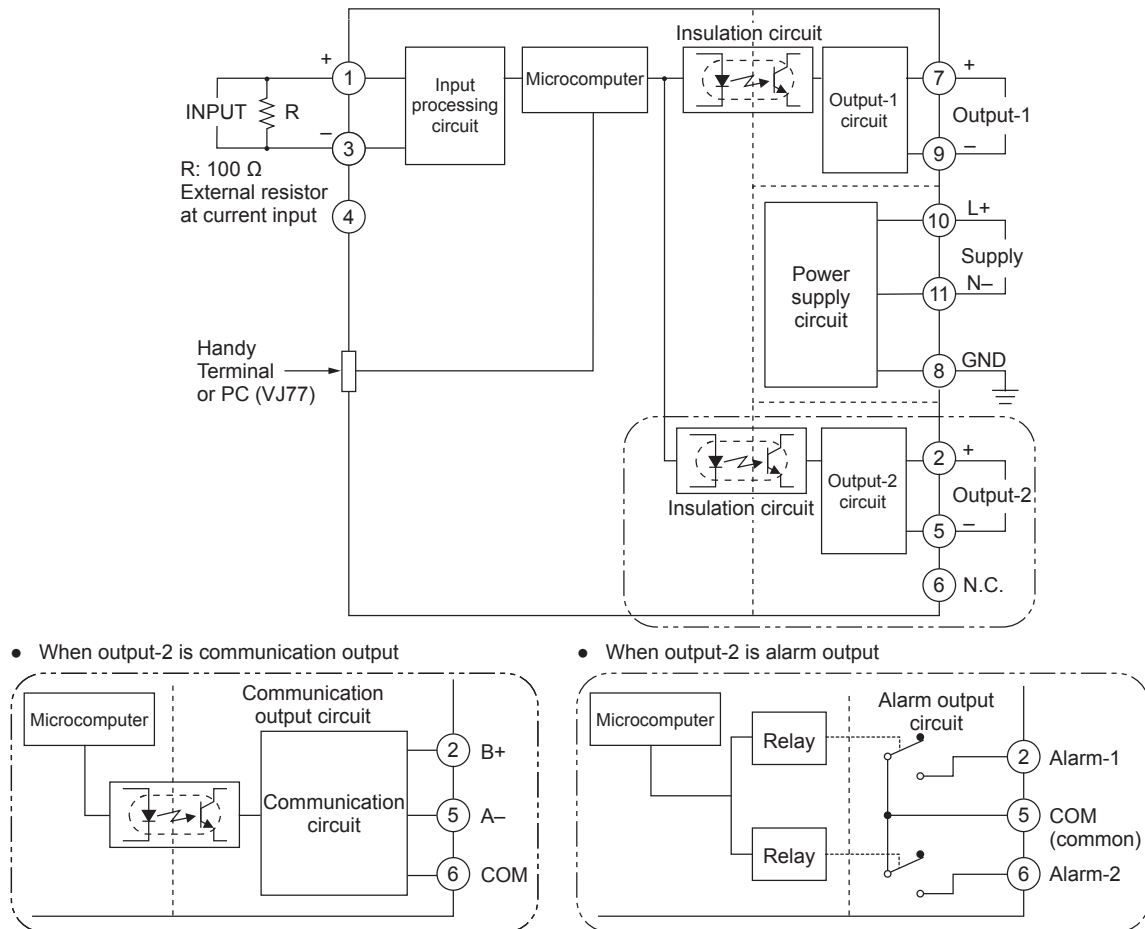 Insulation circuit
+
1
INPUT
R
–
3
R: 100 Ω
External resistor
at current input
4
Input
processing
circuit
Microcomputer
Output-1
circuit
7
+
Output-1
9
–
10
L+
Supply
11
N–
Power
supply
circuit
8
GND
Handy
Terminal
or PC (VJ77)
Insulation circuit
Output-2
circuit
2
+
Output-2
5
–
6
N.C.
● When output-2 is communication output
Microcomputer
Communication
output circuit
Communication
circuit
2
B+
5
A–
6
COM
● When output-2 is alarm output
Microcomputer
Relay
Relay
Alarm output
circuit
2
Alarm-1
5
COM
(common)
6
Alarm-2